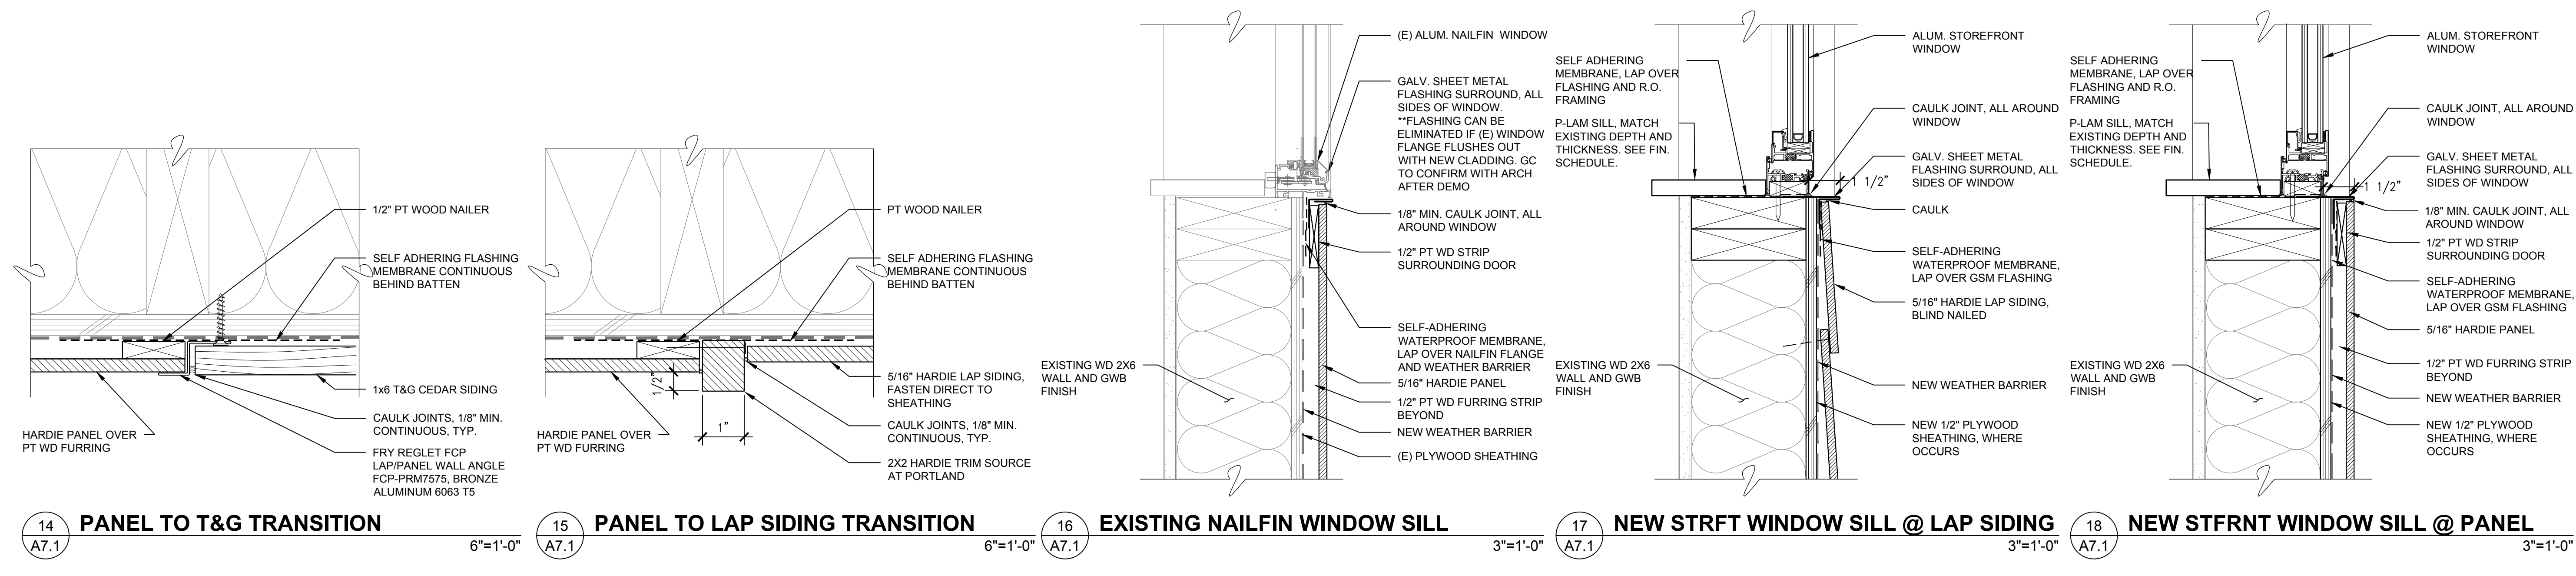 1/2" PT WOOD NAILER
SELF ADHERING FLASHING
MEMBRANE CONTINUOUS
BEHIND BATTEN
1x6 T&G CEDAR SIDING
CAULK JOINTS, 1/8" MIN.
CONTINUOUS, TYP.
FRY REGLET FCP
LAP/PANEL WALL ANGLE
FCP-PRM7575, BRONZE
ALUMINUM 6063 T5
HARDIE PANEL OVER
PT WD FURRING
14
A7.1
PANEL TO T&G TRANSITION
6"=1'-0"
PT WOOD NAILER
SELF ADHERING FLASHING
MEMBRANE CONTINUOUS
BEHIND BATTEN
5/16" HARDIE LAP SIDING,
FASTEN DIRECT TO
SHEATHING
CAULK JOINTS, 1/8" MIN.
CONTINUOUS, TYP.
2X2 HARDIE TRIM SOURCE
AT PORTLAND
1/2"
1"
HARDIE PANEL OVER
PT WD FURRING
15
A7.1
PANEL TO LAP SIDING TRANSITION
6"=1'-0"
(E) ALUM. NAILFIN WINDOW
GALV. SHEET METAL
FLASHING SURROUND, ALL
SIDES OF WINDOW.
**FLASHING CAN BE
ELIMINATED IF (E) WINDOW
FLANGE FLUSHES OUT
WITH NEW CLADDING. GC
TO CONFIRM WITH ARCH
AFTER DEMO
1/8" MIN. CAULK JOINT, ALL
AROUND WINDOW
1/2" PT WD STRIP
SURROUNDING DOOR
SELF-ADHERING
WATERPROOF MEMBRANE,
LAP OVER NAILFIN FLANGE
AND WEATHER BARRIER
5/16" HARDIE PANEL
1/2" PT WD FURRING STRIP
BEYOND
NEW WEATHER BARRIER
(E) PLYWOOD SHEATHING
EXISTING WD 2X6
WALL AND GWB
FINISH
16
A7.1
EXISTING NAILFIN WINDOW SILL
3"=1'-0"
SELF ADHERING
MEMBRANE, LAP OVER
FLASHING AND R.O.
FRAMING
P-LAM SILL, MATCH
EXISTING DEPTH AND
THICKNESS. SEE FIN.
SCHEDULE.
EXISTING WD 2X6
WALL AND GWB
FINISH
ALUM. STOREFRONT
WINDOW
CAULK JOINT, ALL AROUND
WINDOW
GALV. SHEET METAL
FLASHING SURROUND, ALL
SIDES OF WINDOW
1 1/2"
CAULK
SELF-ADHERING
WATERPROOF MEMBRANE,
LAP OVER GSM FLASHING
5/16" HARDIE LAP SIDING,
BLIND NAILED
NEW WEATHER BARRIER
NEW 1/2" PLYWOOD
SHEATHING, WHERE
OCCURS
17
A7.1
NEW STRFT WINDOW SILL @ LAP SIDING
3"=1'-0"
SELF ADHERING
MEMBRANE, LAP OVER
FLASHING AND R.O.
FRAMING
P-LAM SILL, MATCH
EXISTING DEPTH AND
THICKNESS. SEE FIN.
SCHEDULE.
EXISTING WD 2X6
WALL AND GWB
FINISH
ALUM. STOREFRONT
WINDOW
CAULK JOINT, ALL AROUND
WINDOW
GALV. SHEET METAL
FLASHING SURROUND, ALL
SIDES OF WINDOW
1 1/2"
1/8" MIN. CAULK JOINT, ALL
AROUND WINDOW
1/2" PT WD STRIP
SURROUNDING DOOR
SELF-ADHERING
WATERPROOF MEMBRANE,
LAP OVER GSM FLASHING
5/16" HARDIE PANEL
1/2" PT WD FURRING STRIP
BEYOND
NEW WEATHER BARRIER
NEW 1/2" PLYWOOD
SHEATHING, WHERE
OCCURS
18
A7.1
NEW STFRNT WINDOW SILL @ PANEL
3"=1'-0"